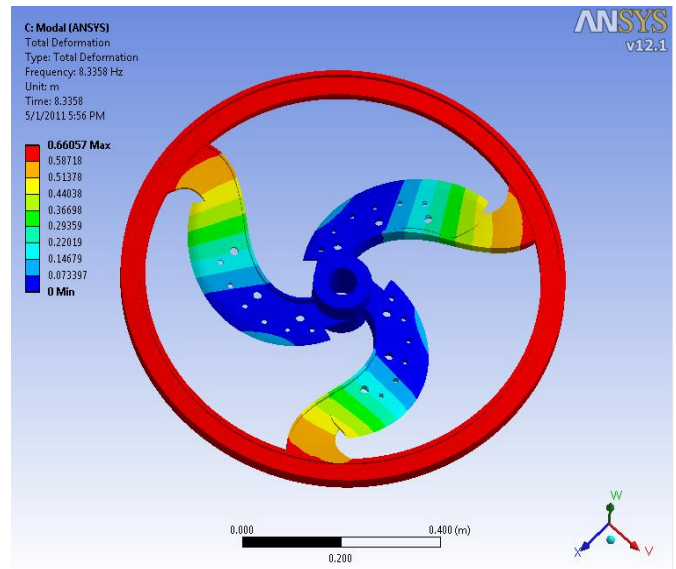 C: Modal (ANSYS)
Total Deformation
Type: Total Deformation
Frequency: 8.3358 Hz
Unit: m
Time: 8.3358
5/1/2011 5:56 PM
ANSYS
v12.1
0.66057 Max
0.58718
0.51378
0.44038
0.36698
0.29359
0.22019
0.14679
0.073397
0 Min
0.000
0.400 (m)
0.200
W
X
V